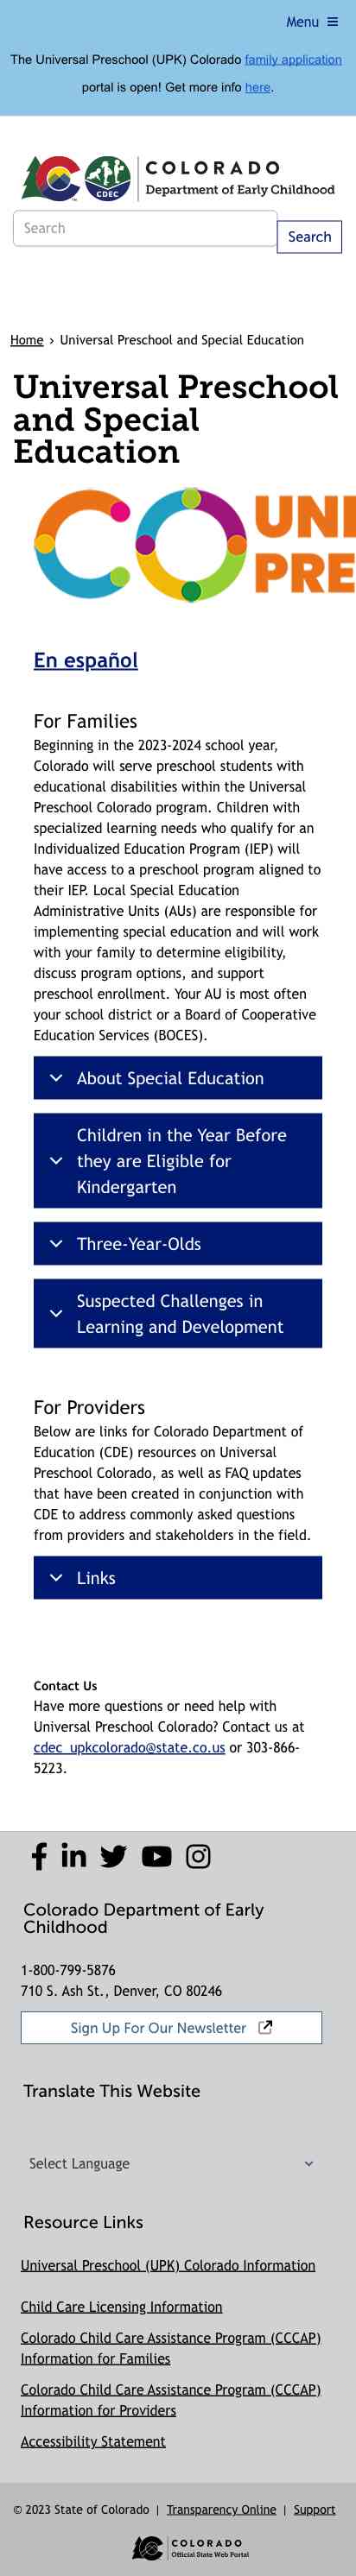 Menu
The Universal Preschool (UPK) Colorado family application
portal is open! Get more info here.
COLORADO
Department of Early Childhood
CDEC
Search
Search
Home › Universal Preschool and Special Education
Universal Preschool
and Special
Education
UNI
PRE
En español
For Families
Beginning in the 2023-2024 school year,
Colorado will serve preschool students with
educational disabilities within the Universal
Preschool Colorado program. Children with
specialized learning needs who qualify for an
Individualized Education Program (IEP) will
have access to a preschool program aligned to
their IEP. Local Special Education
Administrative Units (AUs) are responsible for
implementing special education and will work
with your family to determine eligibility,
discuss program options, and support
preschool enrollment. Your AU is most often
your school district or a Board of Cooperative
Education Services (BOCES).
About Special Education
Children in the Year Before
they are Eligible for
Kindergarten
Three-Year-Olds
Suspected Challenges in
Learning and Development
For Providers
Below are links for Colorado Department of
Education (CDE) resources on Universal
Preschool Colorado, as well as FAQ updates
that have been created in conjunction with
CDE to address commonly asked questions
from providers and stakeholders in the field.
Links
Contact Us
Have more questions or need help with
Universal Preschool Colorado? Contact us at
cdec_upkcolorado@state.co.us or 303-866-
5223.
Colorado Department of Early
Childhood
1-800-799-5876
710 S. Ash St., Denver, CO 80246
Sign Up For Our Newsletter
Translate This Website
Select Language
Resource Links
Universal Preschool (UPK) Colorado Information
Child Care Licensing Information
Colorado Child Care Assistance Program (CCCAP)
Information for Families
Colorado Child Care Assistance Program (CCCAP)
Information for Providers
Accessibility Statement
© 2023 State of Colorado | Transparency Online | Support
COLORADO
Official State Web Portal